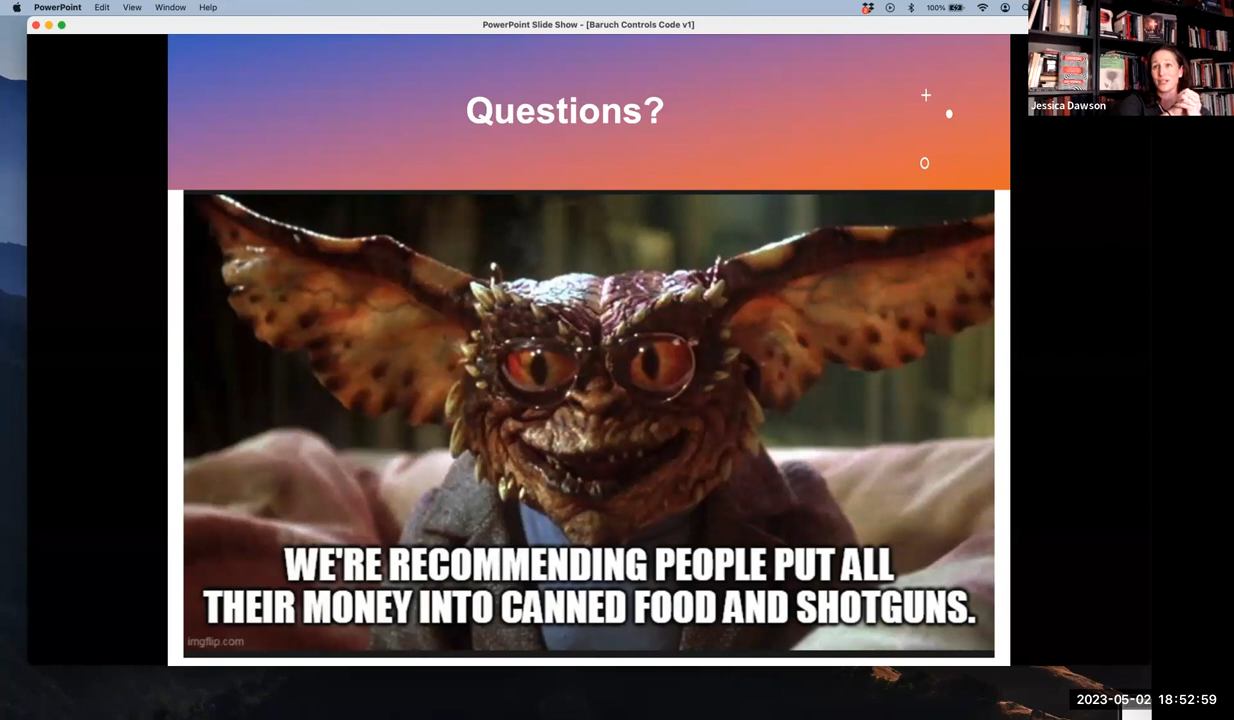 PowerPoint Edit View Window Help 100%
PowerPoint Slide Show - [Baruch Controls Code v1]
Jessica Dawson
Questions?
WE'RE RECOMMENDING PEOPLE PUT ALL
THEIR MONEY INTO CANNED FOOD AND SHOTGUNS.
imgflip.com
2023-05-02 18:52:59